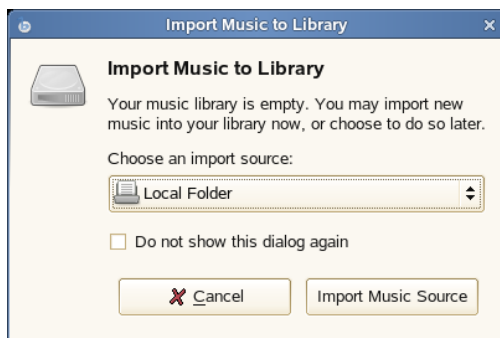 Import Music to Library
Import Music to Library
Your music library is empty. You may import new
music into your library now, or choose to do so later.
Choose an import source:
Local Folder
Do not show this dialog again
Cancel
Import Music Source